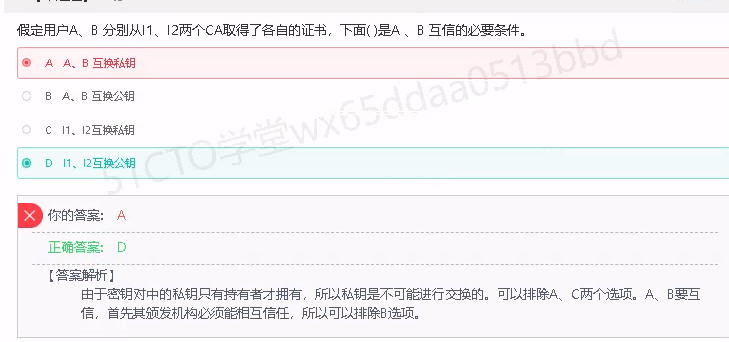 假定用户A、B 分别从I1、I2两个CA取得了各自的证书，下面( )是A 、B 互信的必要条件。
A A、B 互换私钥
B A、B 互换公钥
C I1、I2互换私钥
D I1、I2互换公钥
51CTO学堂wx65ddaa0513bbd
你的答案: A
正确答案: D
【答案解析】
由于密钥对中的私钥只有持有者才拥有，所以私钥是不可能进行交换的。可以排除A、C两个选项。A、B要互
信，首先其颁发机构必须能相互信任，所以可以排除B选项。